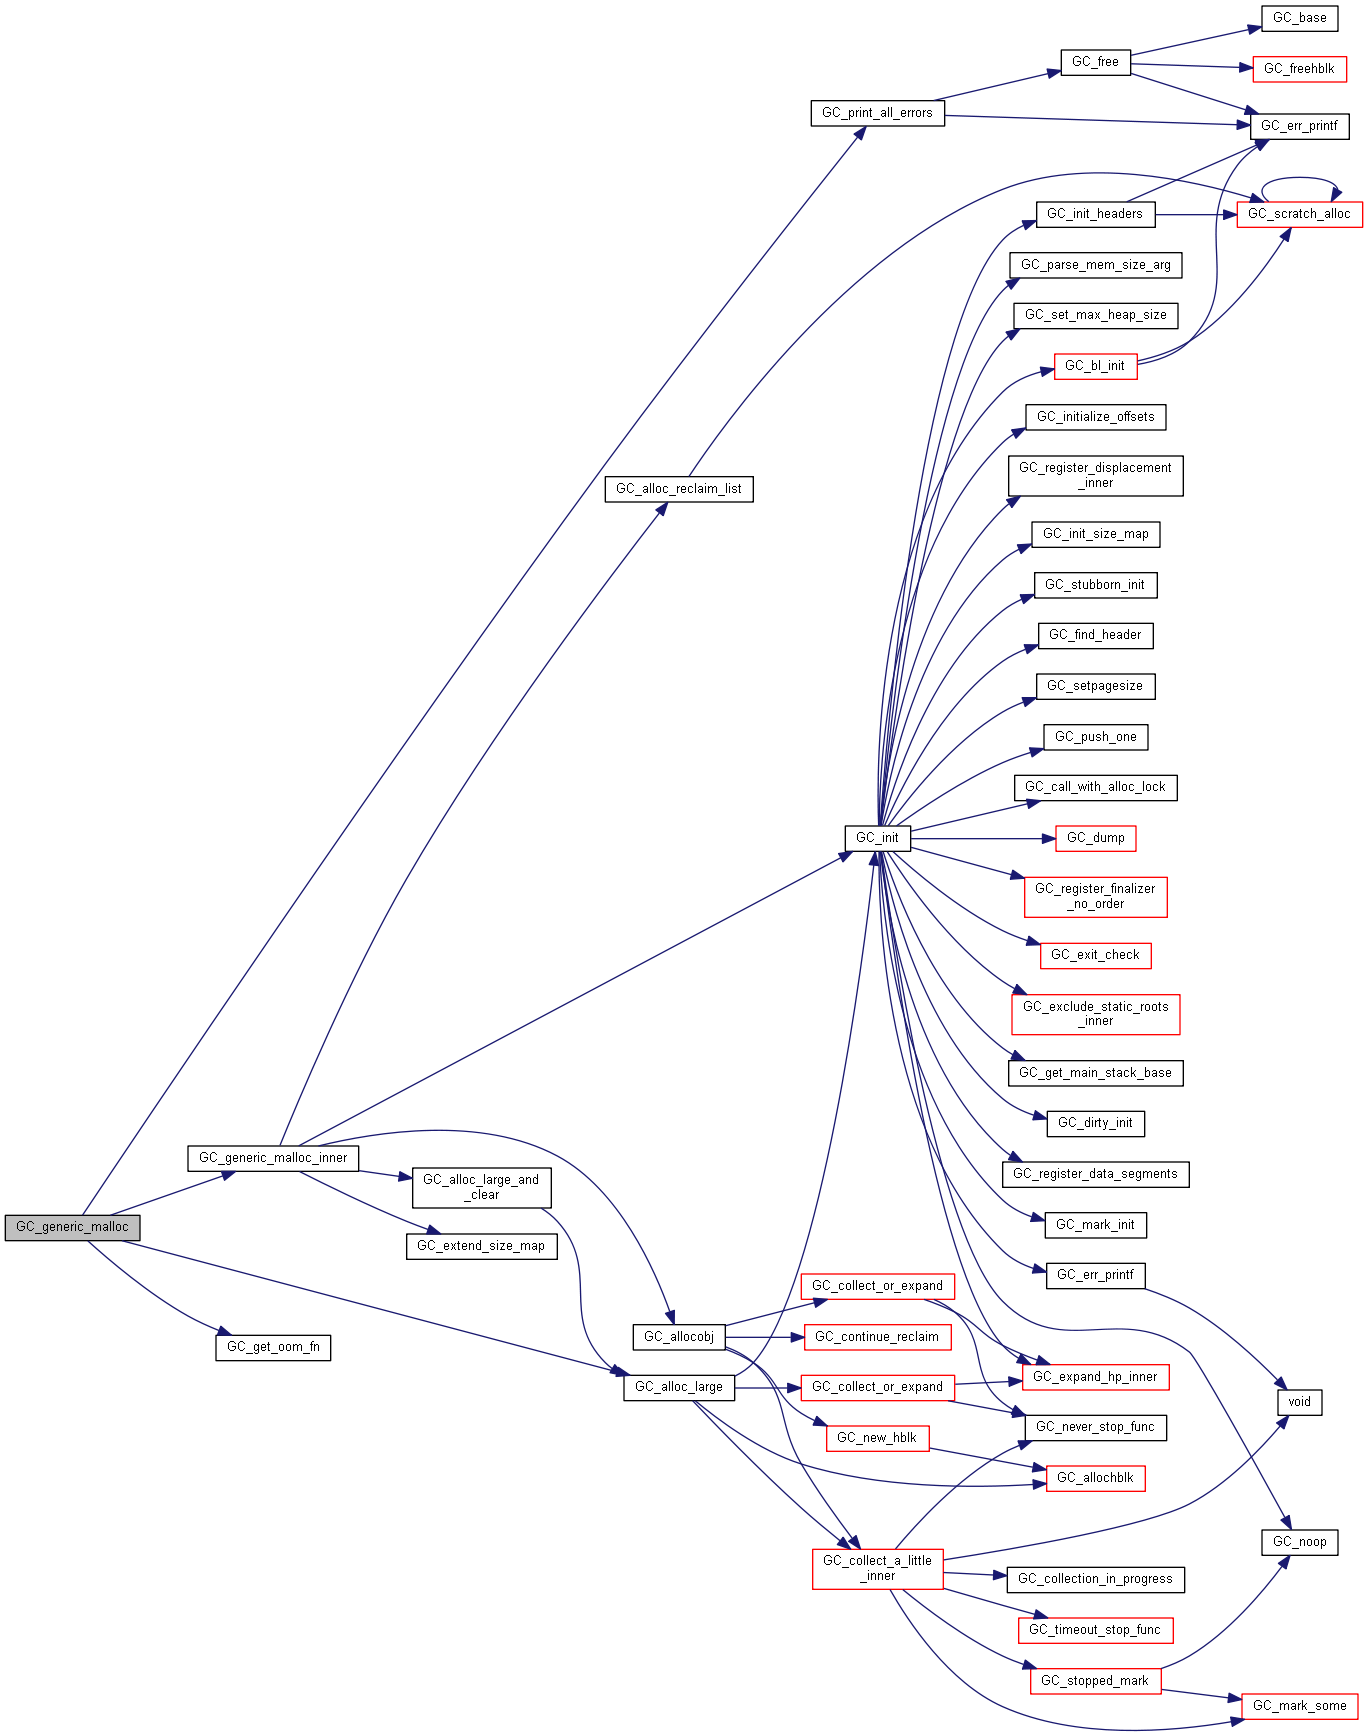 GC_base
GC_free
GC_freehblk
GC_print_all_errors
GC_err_printf
GC_init_headers
GC_scratch_alloc
GC_parse_mem_size_arg
GC_set_max_heap_size
GC_bl_init
GC_initialize_offsets
GC_register_displacement
_inner
GC_alloc_reclaim_list
GC_init_size_map
GC_stubborn_init
GC_find_header
GC_setpagesize
GC_push_one
GC_call_with_alloc_lock
GC_init
GC_dump
GC_register_finalizer
_no_order
GC_exit_check
GC_exclude_static_roots
_inner
GC_get_main_stack_base
GC_dirty_init
GC_generic_malloc_inner
GC_register_data_segments
GC_alloc_large_and
_clear
GC_generic_malloc
GC_mark_init
GC_extend_size_map
GC_err_printf
GC_collect_or_expand
GC_allocobj
GC_continue_reclaim
GC_get_oom_fn
GC_expand_hp_inner
GC_alloc_large
GC_collect_or_expand
void
GC_never_stop_func
GC_new_hblk
GC_allochblk
GC_noop
GC_collect_a_little
_inner
GC_collection_in_progress
GC_timeout_stop_func
GC_stopped_mark
GC_mark_some